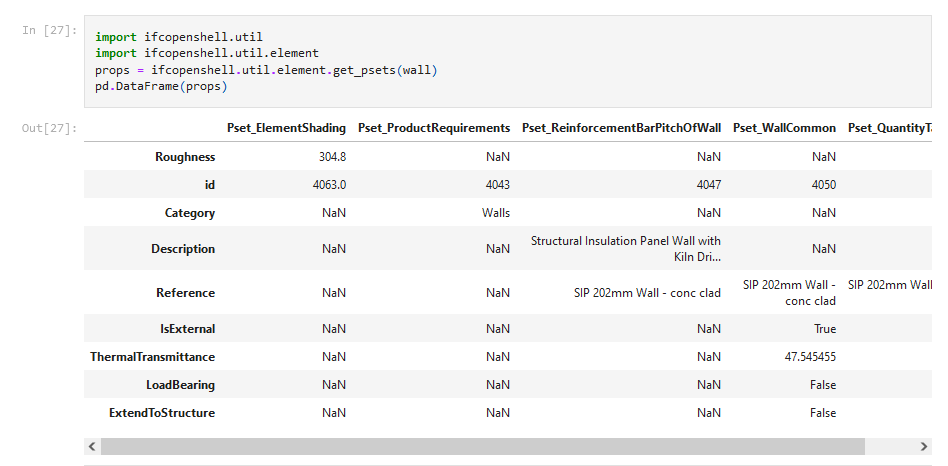 In [27]:
import ifcopenshell.util
import ifcopenshell.util.element
props = ifcopenshell.util.element.get_psets(wall)
pd.DataFrame(props)
Out[27]:
Pset_ElementShading Pset_ProductRequirements Pset_ReinforcementBarPitchOfWall Pset_WallCommon Pset_QuantityTa
Roughness 304.8 NaN NaN NaN
id 4063.0 4043 4047 4050
Category NaN Walls NaN NaN
Description NaN NaN Structural Insulation Panel Wall with Kiln Dri... NaN
Reference NaN NaN SIP 202mm Wall - conc clad SIP 202mm Wall - conc clad SIP 202mm Wall
IsExternal NaN NaN NaN True
ThermalTransmittance NaN NaN NaN 47.545455
LoadBearing NaN NaN NaN False
ExtendToStructure NaN NaN NaN False